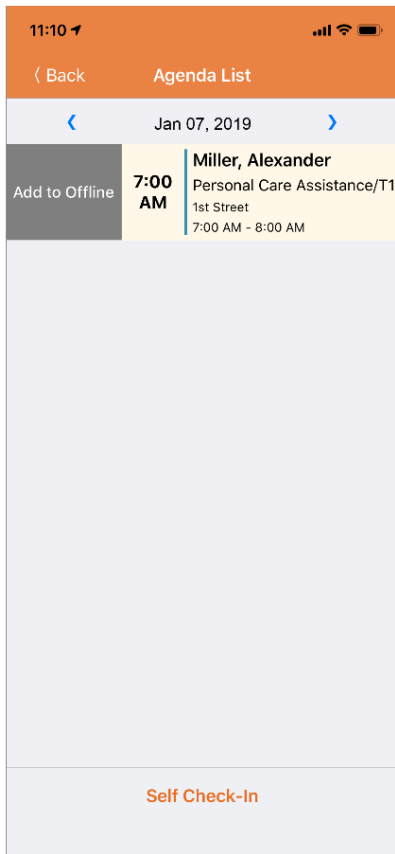 11:10
Back
Agenda List
Jan 07, 2019
Add to Offline
7:00
AM
Miller, Alexander
Personal Care Assistance/T1
1st Street
7:00 AM - 8:00 AM
Self Check-In